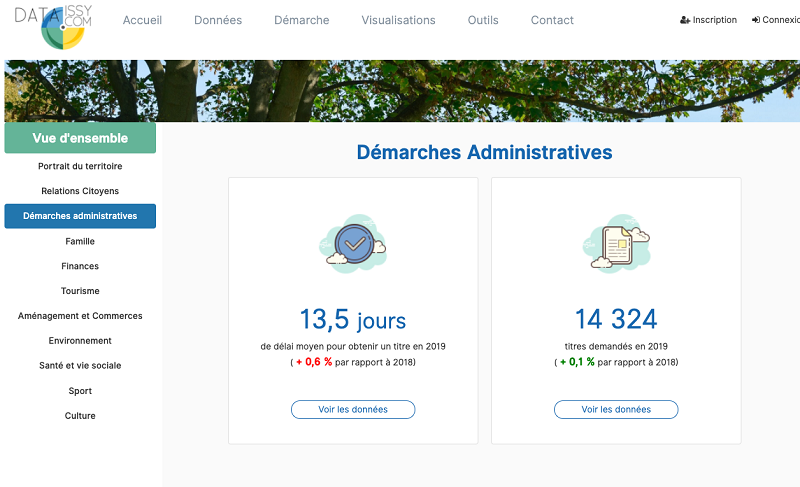 DATA ISSY
.COM
Accueil
Données
Démarche
Visualisations
Outils
Contact
Inscription
Connexio
Vue d'ensemble
Portrait du territoire
Relations Citoyens
Démarches administratives
Famille
Finances
Tourisme
Aménagement et Commerces
Environnement
Santé et vie sociale
Sport
Culture
Démarches Administratives
13,5 jours
de délai moyen pour obtenir un titre en 2019
( + 0,6 % par rapport à 2018)
Voir les données
14 324
titres demandés en 2019
( + 0,1 % par rapport à 2018)
Voir les données